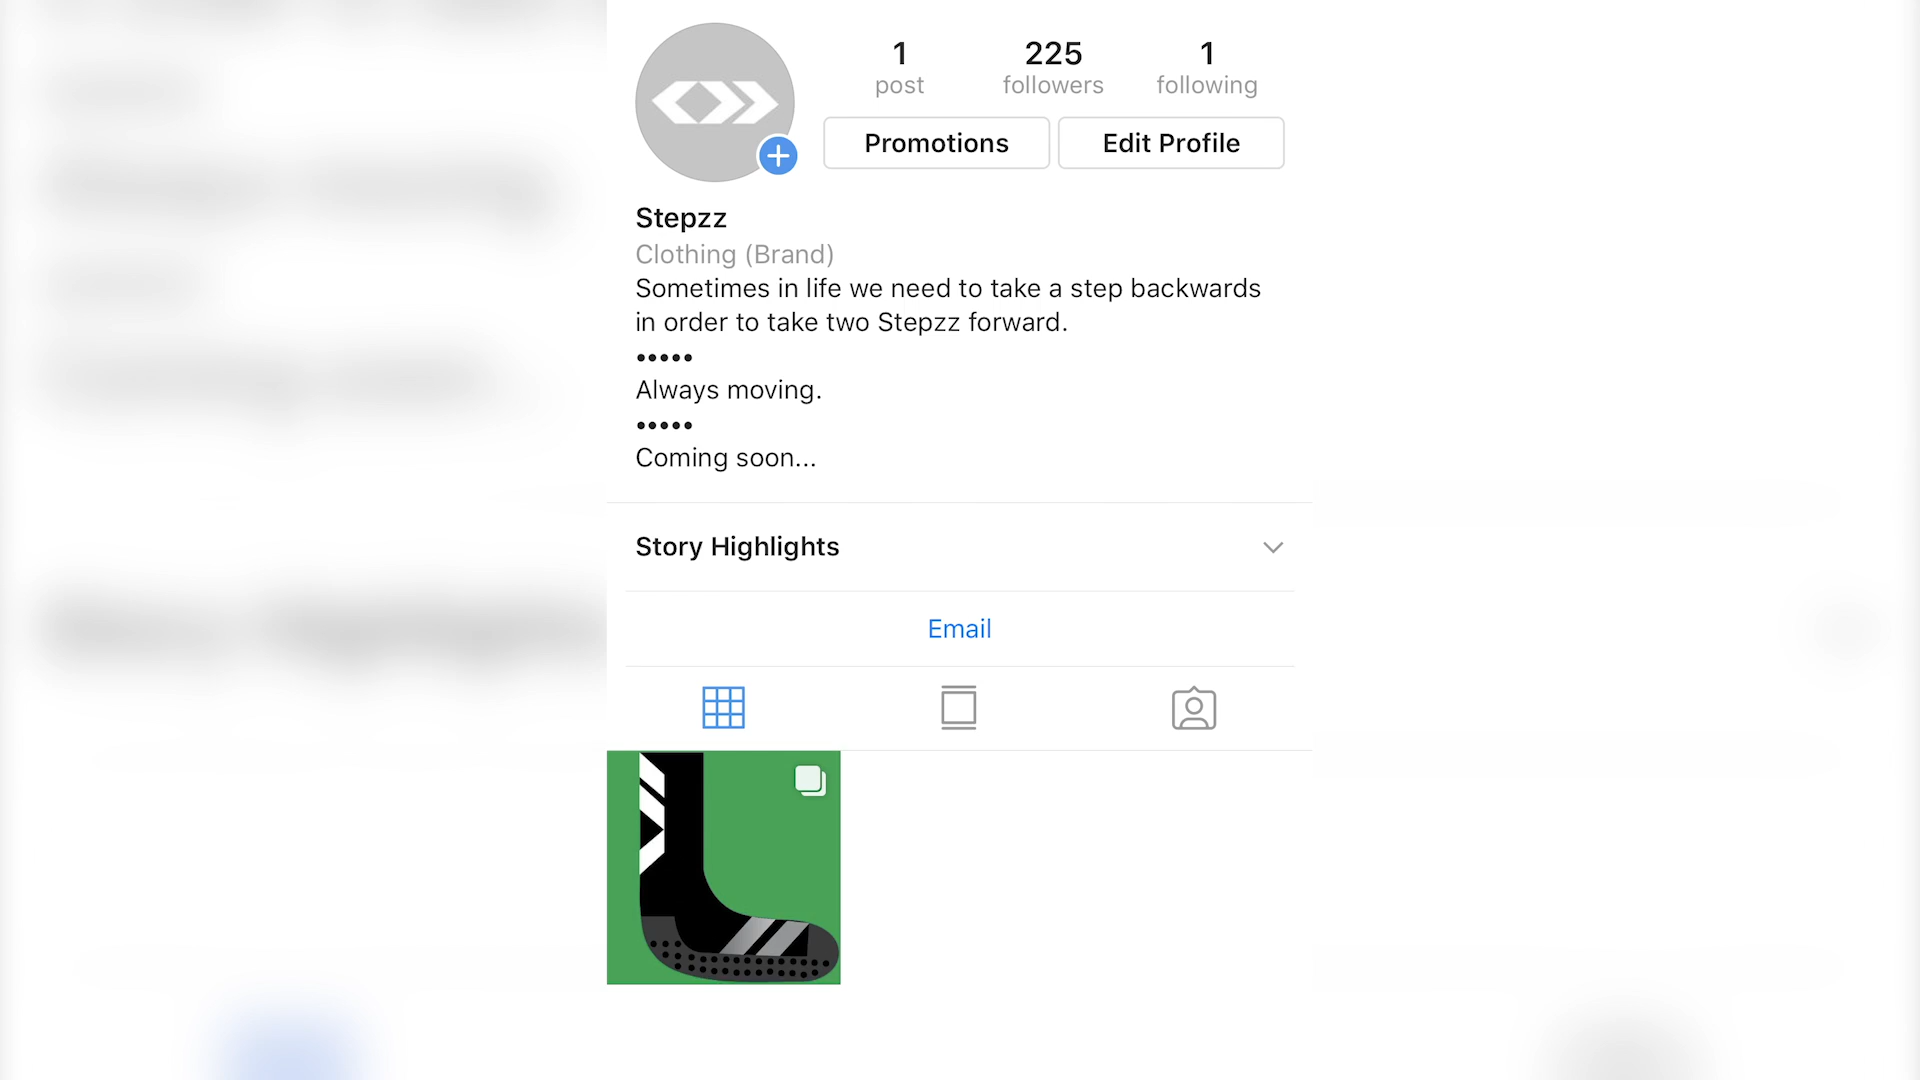 1 225 1
post followers following
Promotions Edit Profile
Stepzz
Clothing (Brand)
Sometimes in life we need to take a step backwards
in order to take two Stepzz forward.
•••••
Always moving.
•••••
Coming soon...
Story Highlights
Email